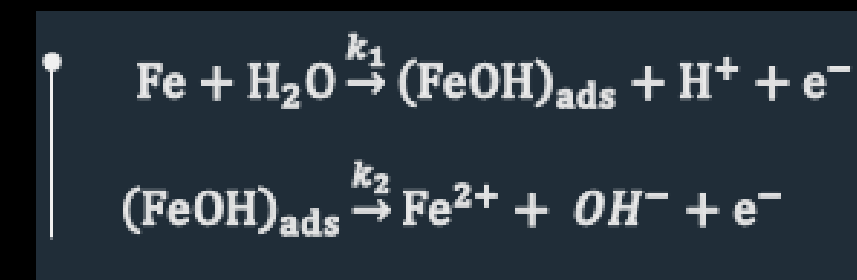 Fe + H₂O →^{k₁} (FeOH)ₐdₛ + H⁺ + e⁻
(FeOH)ₐdₛ →^{k₂} Fe²⁺ + OH⁻ + e⁻